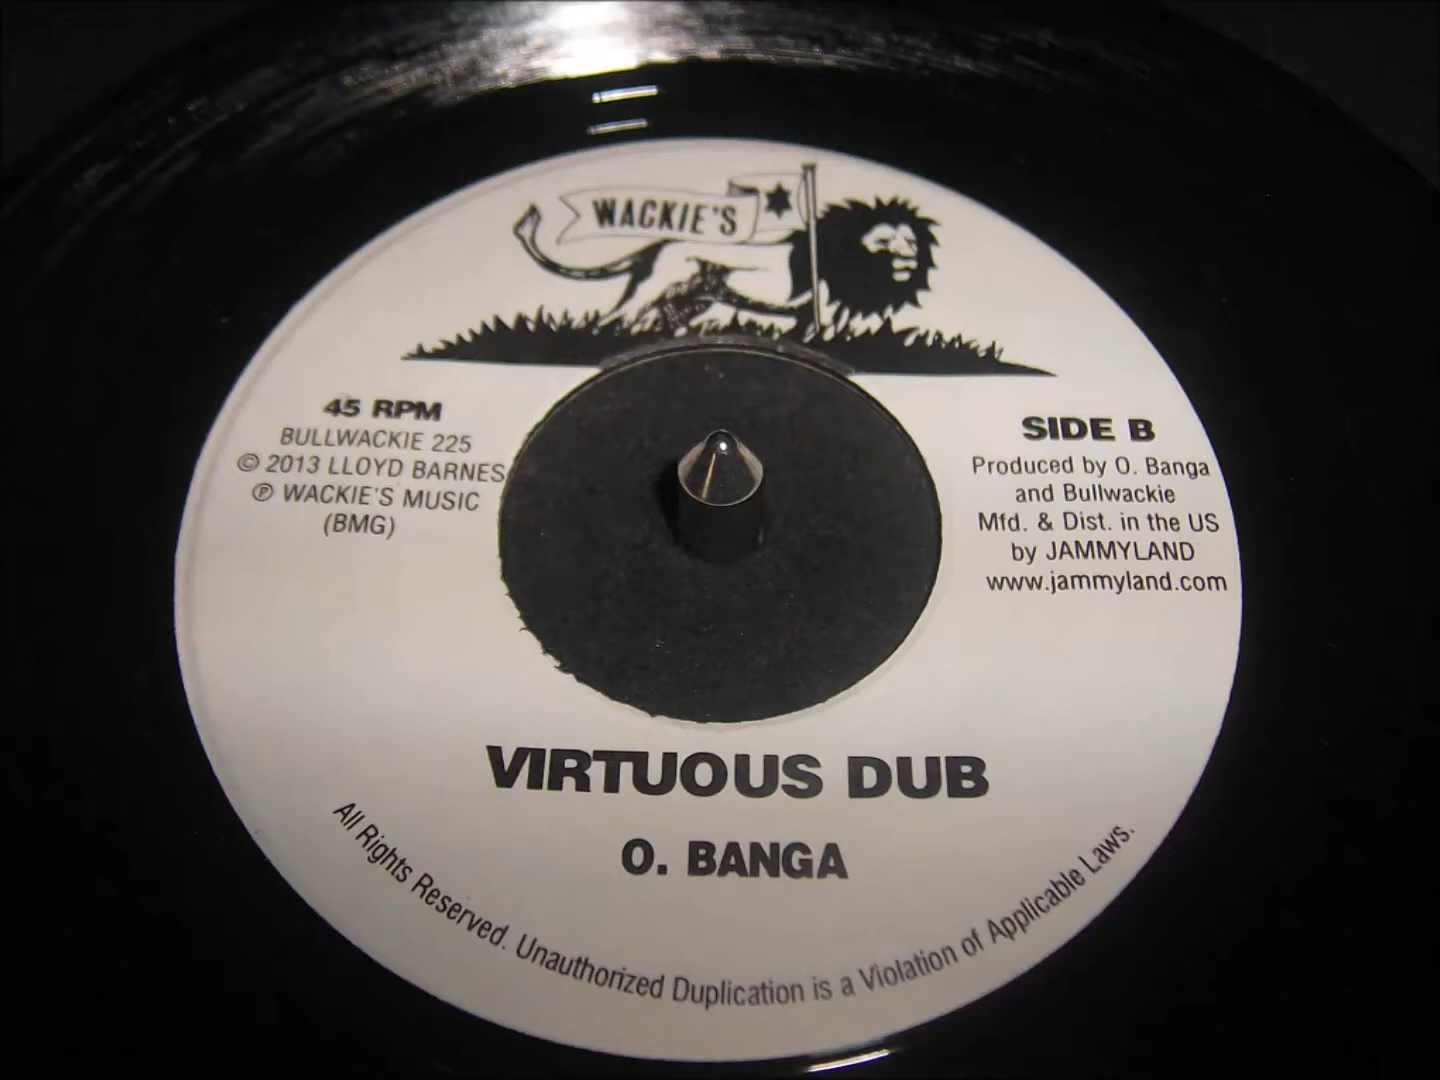 WACKIE'S
45 RPM
BULLWACKIE 225
© 2013 LLOYD BARNES
℗ WACKIE'S MUSIC
(BMG)
SIDE B
Produced by O. Banga
and Bullwackie
Mfd. & Dist. in the US
by JAMMYLAND
www.jammyland.com
VIRTUOUS DUB
O. BANGA
All Rights Reserved. Unauthorized Duplication is a Violation of Applicable Laws.